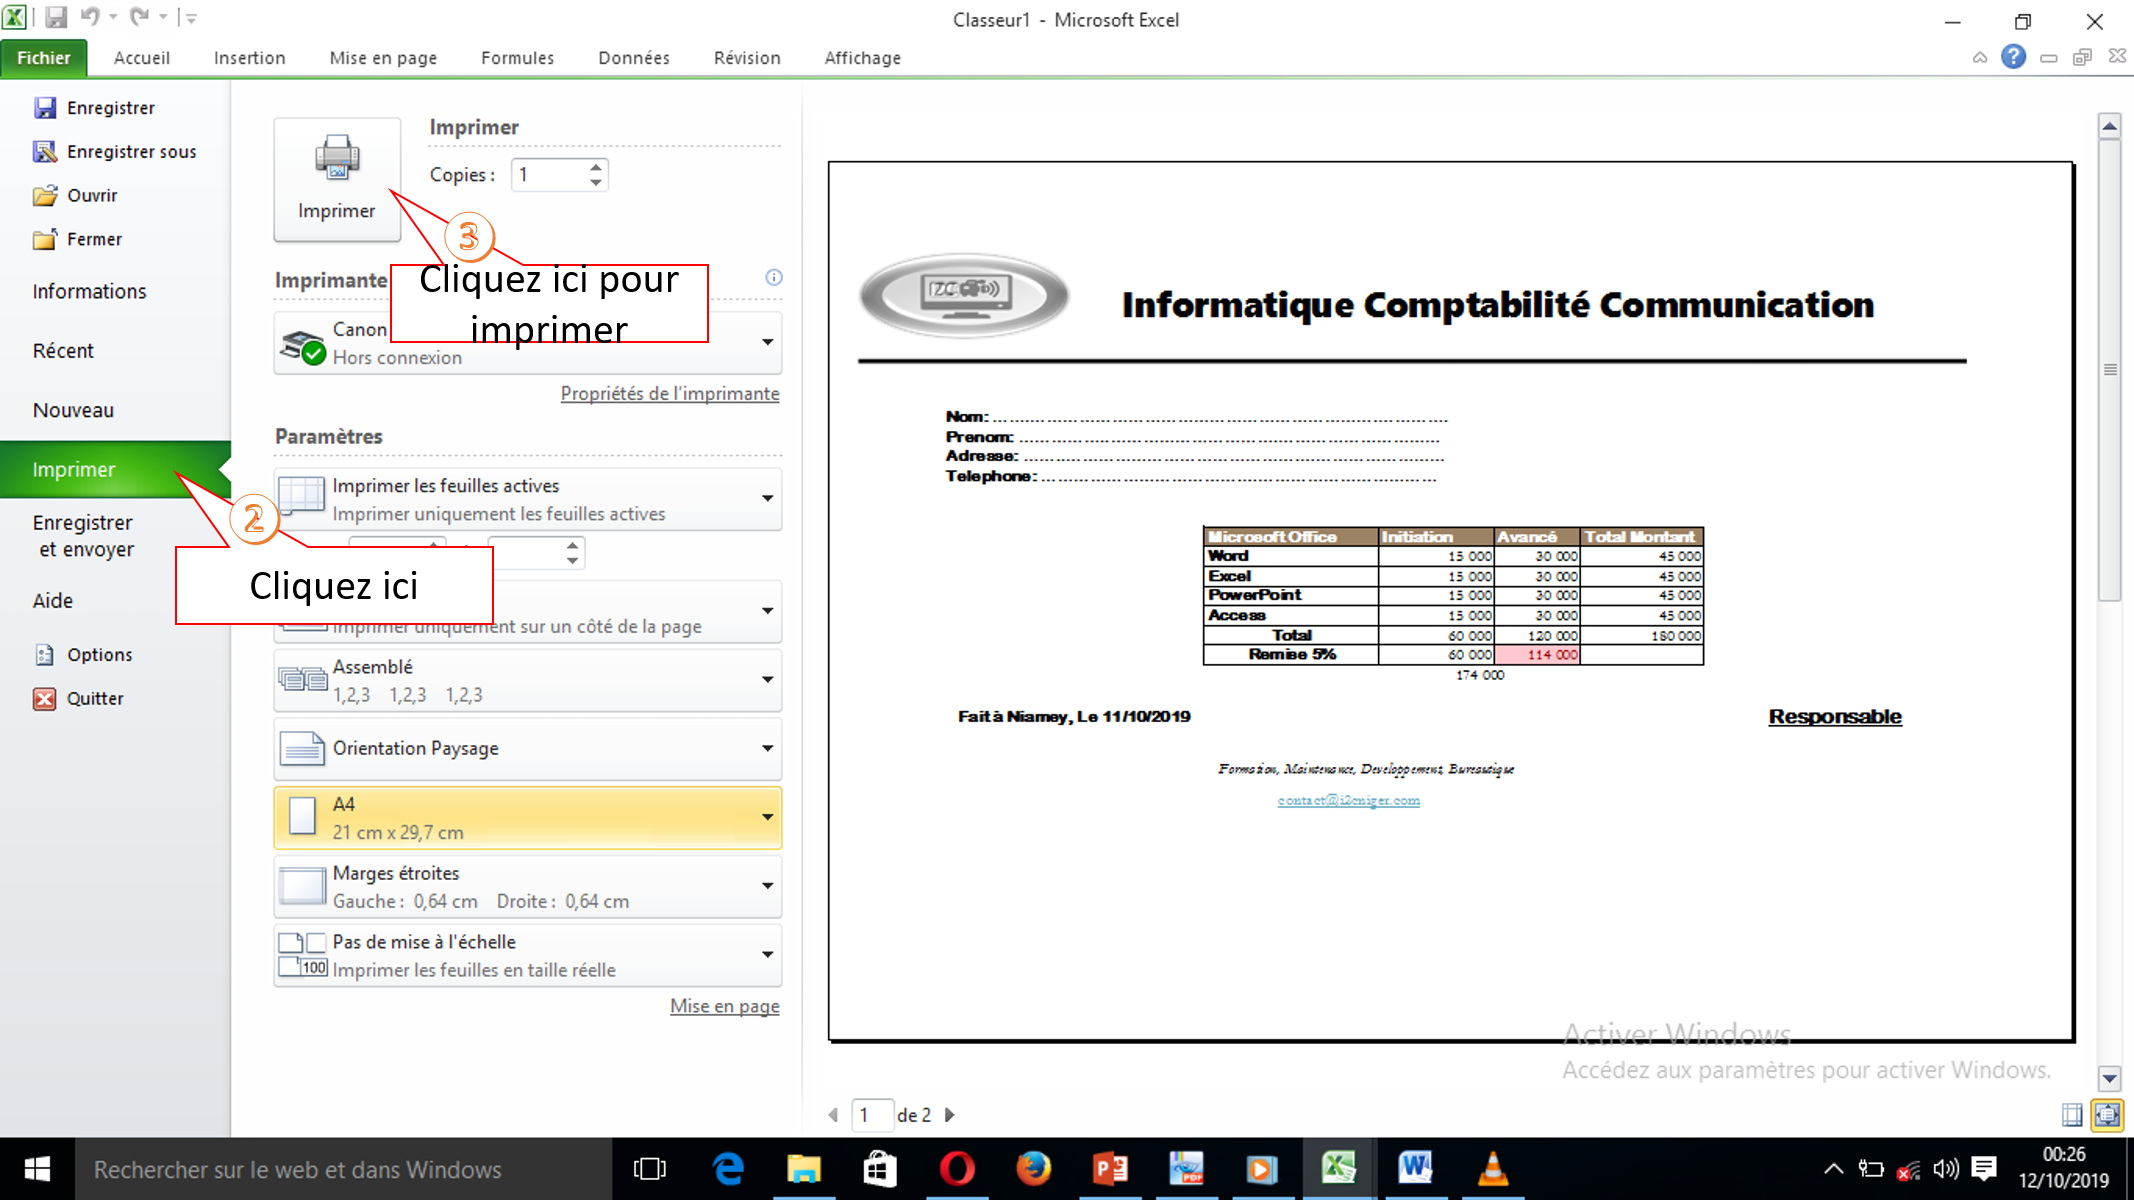 Classeur1 - Microsoft Excel
Fichier Accueil Insertion Mise en page Formules Données Révision Affichage
Enregistrer
Enregistrer sous
Ouvrir
Fermer
Informations
Récent
Nouveau
Imprimer
Enregistrer
et envoyer
Aide
Options
Quitter
Imprimer
Imprimer
Copies : 1
3
Cliquez ici pour
imprimer
Imprimante
Canon
Hors connexion
Propriétés de l'imprimante
Paramètres
Imprimer les feuilles actives
Imprimer uniquement les feuilles actives
2
Cliquez ici
Imprimer uniquement sur un côté de la page
Assemblé
1,2,3 1,2,3 1,2,3
Orientation Paysage
A4
21 cm x 29,7 cm
Marges étroites
Gauche : 0,64 cm Droite : 0,64 cm
Pas de mise à l'échelle
100
Imprimer les feuilles en taille réelle
Mise en page
I2C
Informatique Comptabilité Communication
Nom: ......................................................................
Prenom: ......................................................................
Adresse: ......................................................................
Telephone: ......................................................................
Microsoft Office Initiation Avancé Total Montant
Word 15 000 30 000 45 000
Excel 15 000 30 000 45 000
PowerPoint 15 000 30 000 45 000
Access 15 000 30 000 45 000
Total 60 000 120 000 180 000
Remise 5% 60 000 114 000
174 000
Fait à Niamey, Le 11/10/2019 Responsable
Formation, Maintenance, Developpement, Bureautique
contact@i2cniger.com
Activer Windows
Accédez aux paramètres pour activer Windows.
1 de 2
Rechercher sur le web et dans Windows
00:26
12/10/2019